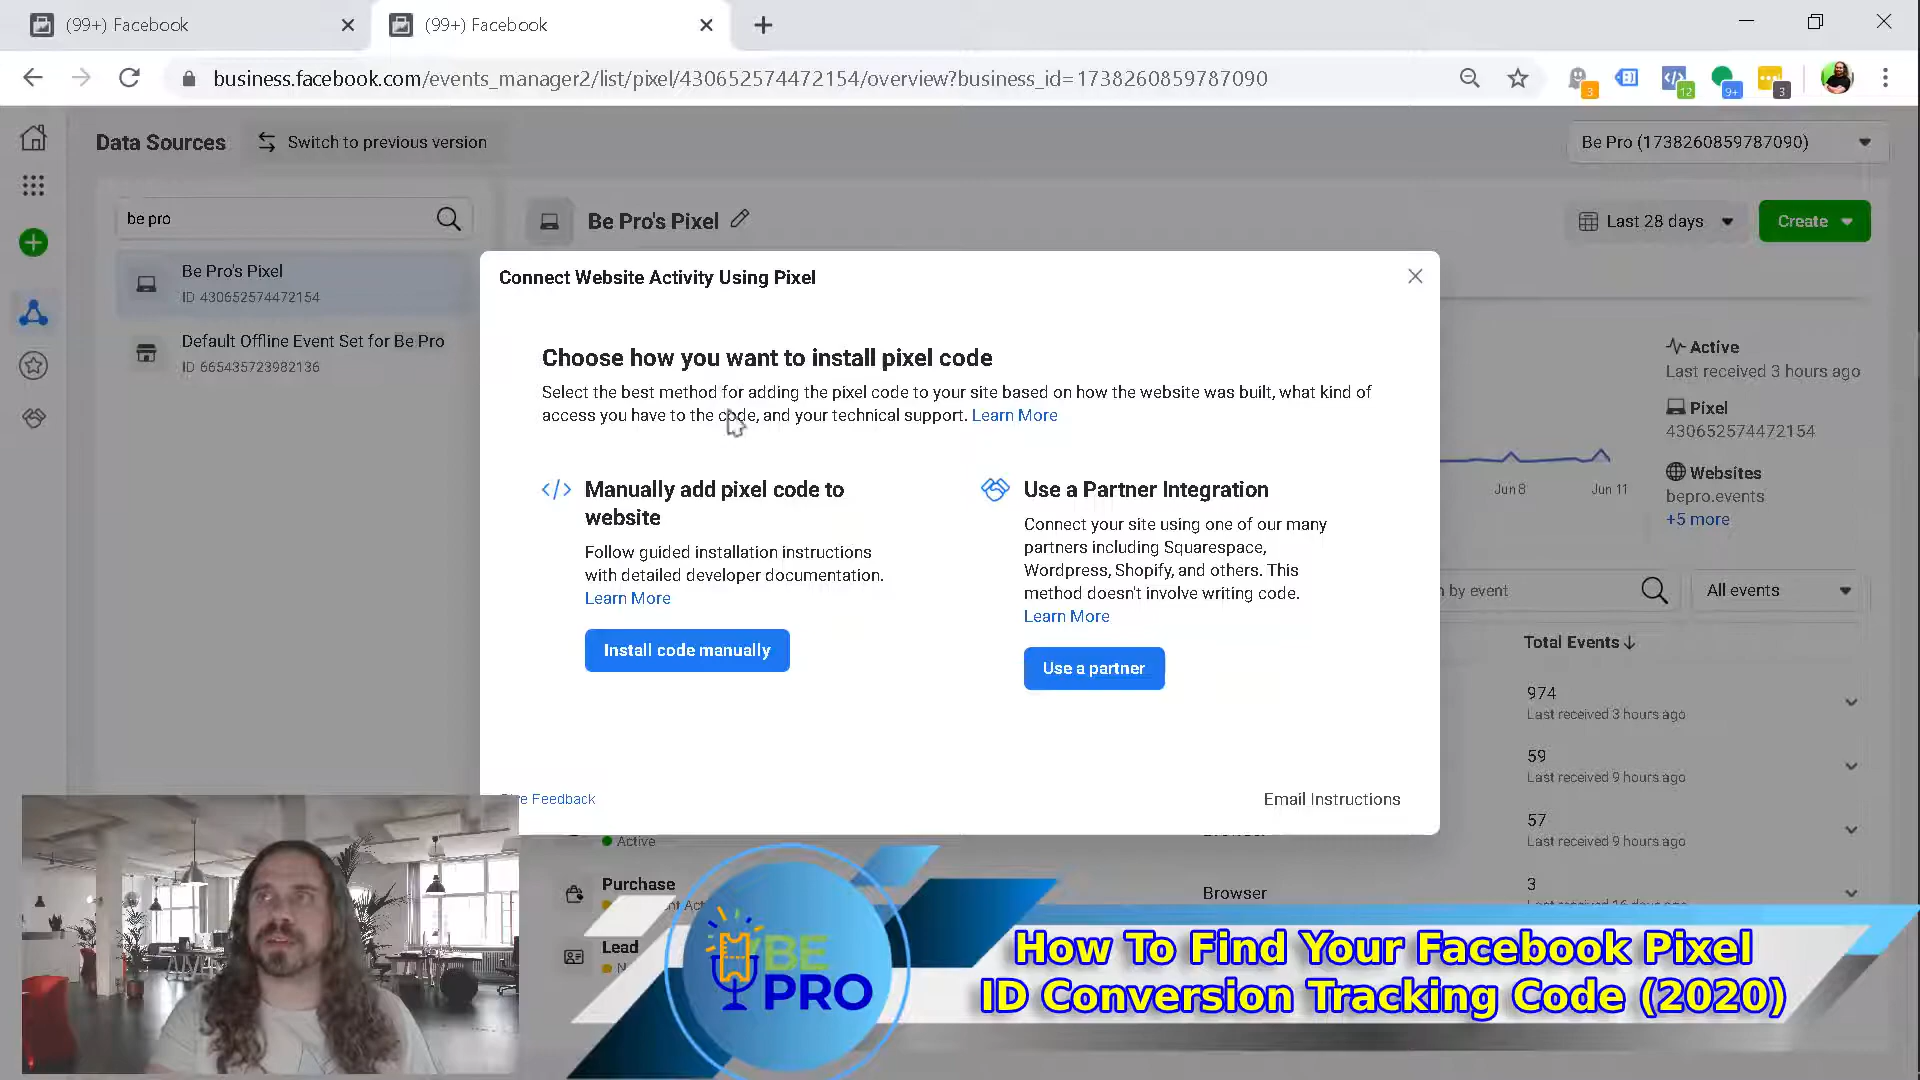 (99+) Facebook
(99+) Facebook
business.facebook.com/events_manager2/list/pixel/430652574472154/overview?business_id=1738260859787090
3
12
9+
3
Data Sources
Switch to previous version
Be Pro (1738260859787090)
be pro
Be Pro's Pixel
ID 430652574472154
Default Offline Event Set for Be Pro
ID 665435723982136
Be Pro's Pixel
Last 28 days
Create
Connect Website Activity Using Pixel
Choose how you want to install pixel code
Select the best method for adding the pixel code to your site based on how the website was built, what kind of
access you have to the code, and your technical support. Learn More
Manually add pixel code to
website
Follow guided installation instructions
with detailed developer documentation.
Learn More
Install code manually
Use a Partner Integration
Connect your site using one of our many
partners including Squarespace,
Wordpress, Shopify, and others. This
method doesn't involve writing code.
Learn More
Use a partner
Feedback
Email Instructions
Active
Last received 3 hours ago
Pixel
430652574472154
Websites
bepro.events
+5 more
Jun 8
Jun 11
by event
All events
Total Events
974
Last received 3 hours ago
59
Last received 9 hours ago
57
Last received 9 hours ago
3
Last received 16 days ago
Active
Purchase
Browser
Lead
BE
PRO
How To Find Your Facebook Pixel
ID Conversion Tracking Code (2020)